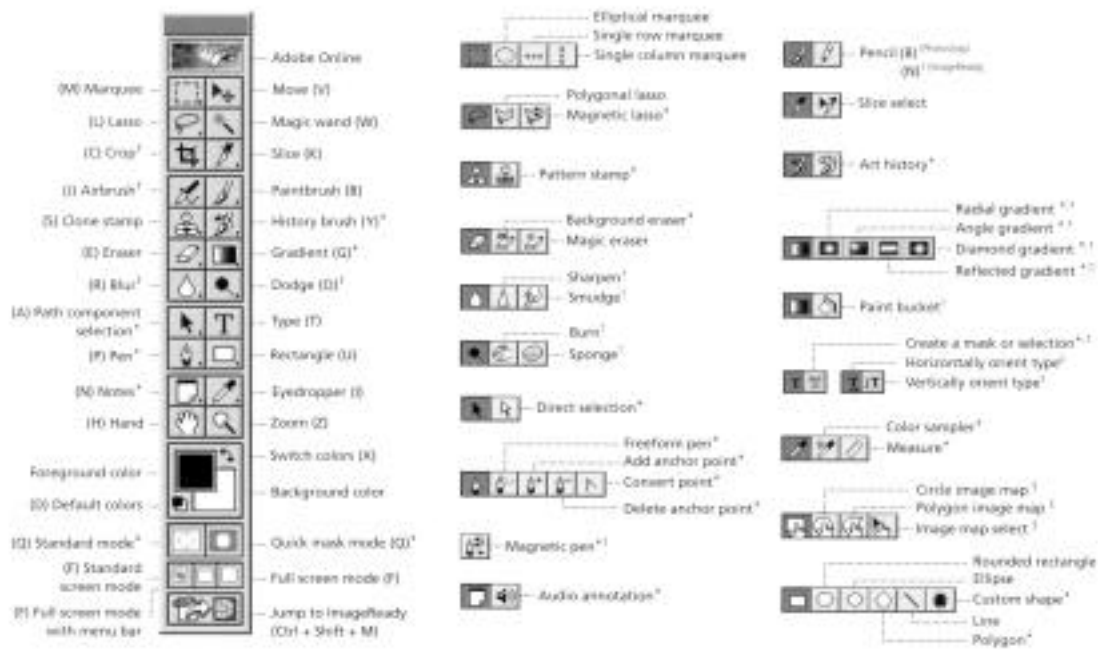 Adobe Online
(M) Marquee
Move (V)
(L) Lasso
Magic wand (W)
(C) Crop‡
Slice (K)
(J) Airbrush‡
Paintbrush (B)
(S) Clone stamp
History brush (Y)*
(E) Eraser
Gradient (G)*
(R) Blur‡
Dodge (O)‡
(A) Path component
selection*
Type (T)
(P) Pen*
Rectangle (U)
(N) Notes*
Eyedropper (I)
(H) Hand
Zoom (Z)
Switch colors (X)
Foreground color
Background color
(D) Default colors
(Q) Standard mode*
Quick mask mode (Q)*
(F) Standard
screen mode
Full screen mode (F)
(F) Full screen mode
with menu bar
Jump to ImageReady
(Ctrl + Shift + M)
Elliptical marquee
Single row marquee
Single column marquee
Polygonal lasso
Magnetic lasso*
Pattern stamp*
Background eraser*
Magic eraser
Sharpen‡
Smudge‡
Burn‡
Sponge‡
Direct selection*
Freeform pen*
Add anchor point*
Convert point*
Delete anchor point*
Magnetic pen*‡
Audio annotation*
Pencil (B)
(N)
Slice select
Art history*
Radial gradient *,‡
Angle gradient *,‡
Diamond gradient *,‡
Reflected gradient *,‡
Paint bucket‡
Create a mask or selection*,‡
Horizontally orient type‡
Vertically orient type‡
Color sampler*
Measure*
Circle image map
Polygon image map
Image map select
Rounded rectangle
Ellipse
Custom shape*
Line
Polygon*